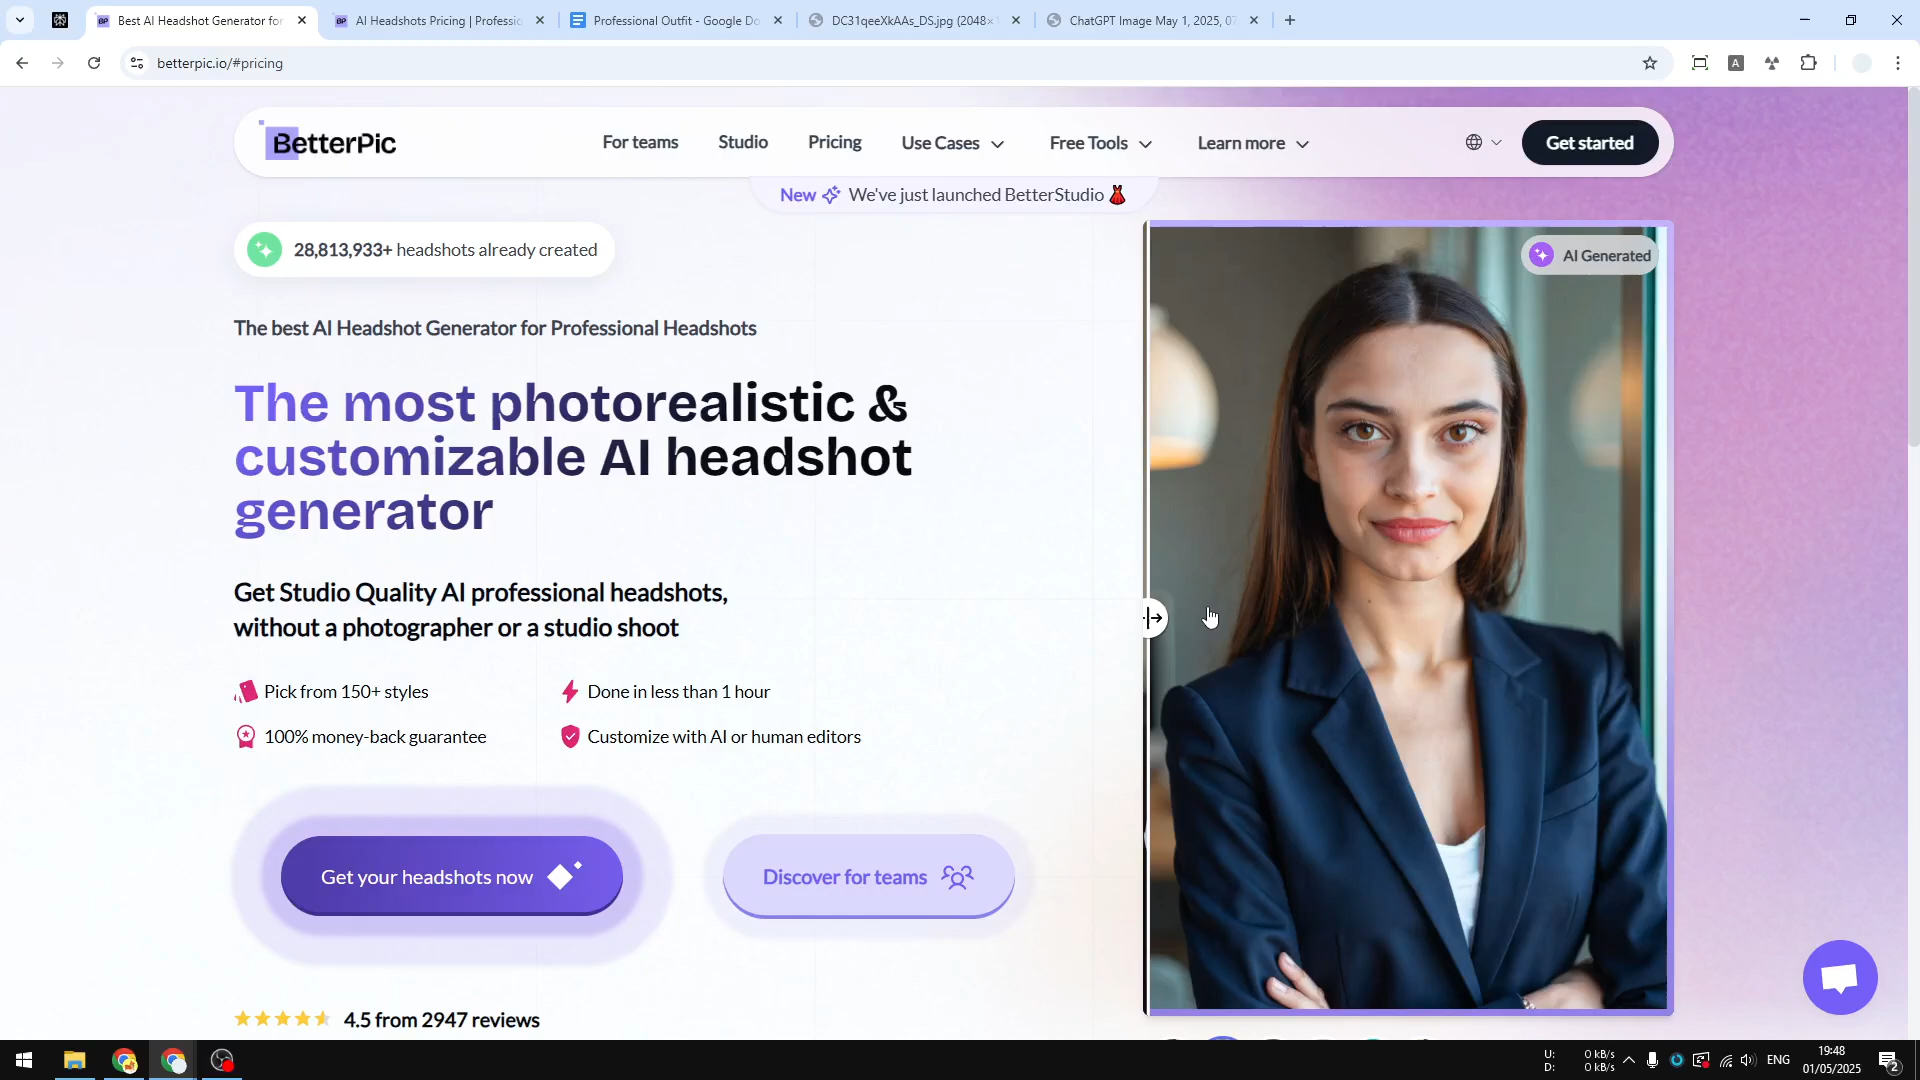 Best AI Headshot Generator for
AI Headshots Pricing | Professio
Professional Outfit - Google Do
DC31qeeXkAAs_DS.jpg (2048×
ChatGPT Image May 1, 2025, 07
betterpic.io/#pricing
BetterPic
For teams
Studio
Pricing
Use Cases
Free Tools
Learn more
Get started
New We've just launched BetterStudio
28,813,933+ headshots already created
AI Generated
The best AI Headshot Generator for Professional Headshots
The most photorealistic &
customizable AI headshot
generator
Get Studio Quality AI professional headshots,
without a photographer or a studio shoot
Pick from 150+ styles
Done in less than 1 hour
100% money-back guarantee
Customize with AI or human editors
Get your headshots now
Discover for teams
4.5 from 2947 reviews
U: 0 kB/s
D: 0 kB/s
ENG
19:48
01/05/2025
2